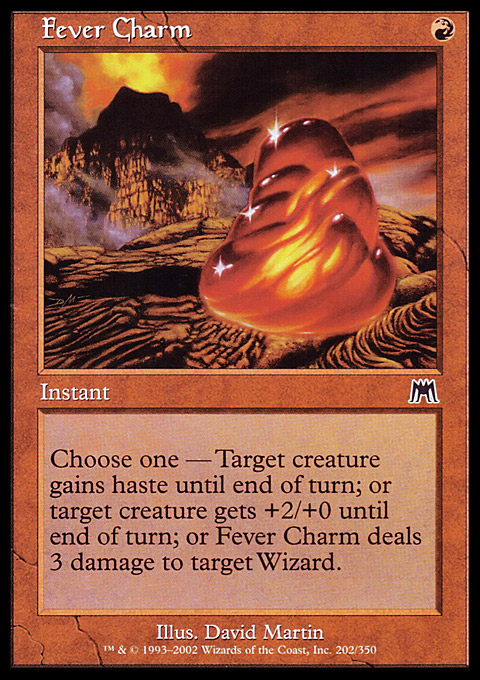 Fever Charm
Instant
Choose one — Target creature
gains haste until end of turn; or
target creature gets +2/+0 until
end of turn; or Fever Charm deals
3 damage to target Wizard.
Illus. David Martin
™ & © 1993–2002 Wizards of the Coast, Inc. 202/350